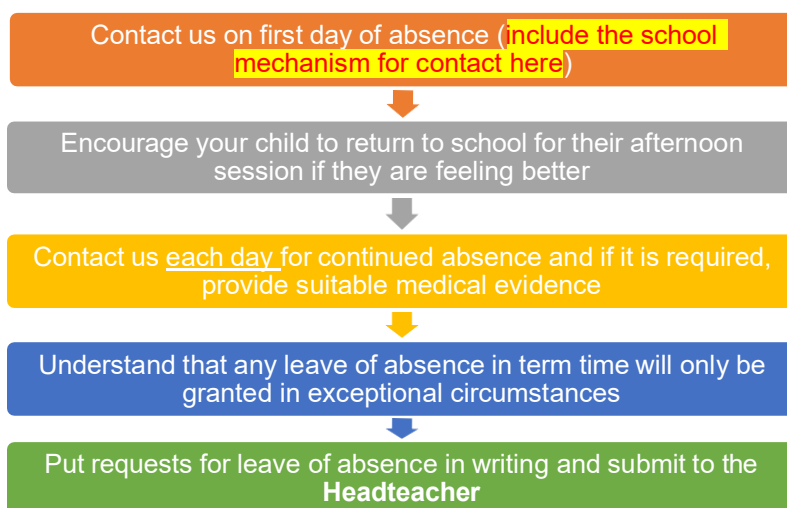 Contact us on first day of absence (include the school
mechanism for contact here)
Encourage your child to return to school for their afternoon
session if they are feeling better
Contact us each day for continued absence and if it is required,
provide suitable medical evidence
Understand that any leave of absence in term time will only be
granted in exceptional circumstances
Put requests for leave of absence in writing and submit to the
Headteacher